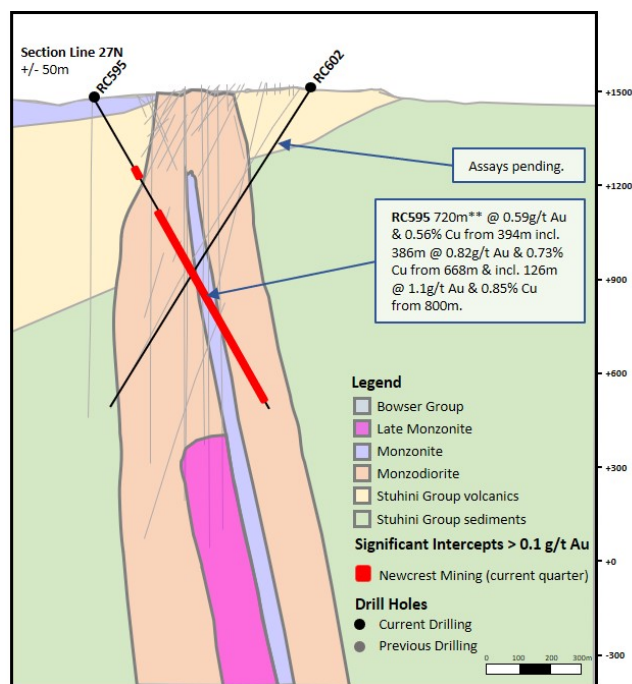 Section Line 27N
+/- 50m
RC595
RC602
+1500
Assays pending.
+1200
RC595 720m** @ 0.59g/t Au
& 0.56% Cu from 394m incl.
386m @ 0.82g/t Au & 0.73%
Cu from 668m & incl. 126m
@ 1.1g/t Au & 0.85% Cu
from 800m.
+900
+600
Legend
Bowser Group
Late Monzonite
Monzonite
Monzodiorite
Stuhini Group volcanics
Stuhini Group sediments
+300
Significant Intercepts > 0.1 g/t Au
+0
Newcrest Mining (current quarter)
Drill Holes
Current Drilling
Previous Drilling
-300
0 100 200 300m